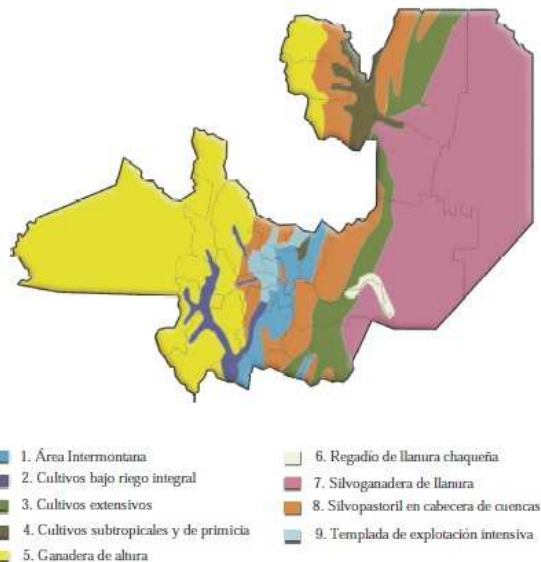 1. Área Intermontana
2. Cultivos bajo riego integral
3. Cultivos extensivos
4. Cultivos subtropicales y de primicia
5. Ganadera de altura
6. Regadío de llanura chaqueña
7. Silvoganadera de llanura
8. Silvopastoril en cabecera de cuencas
9. Templada de explotación intensiva